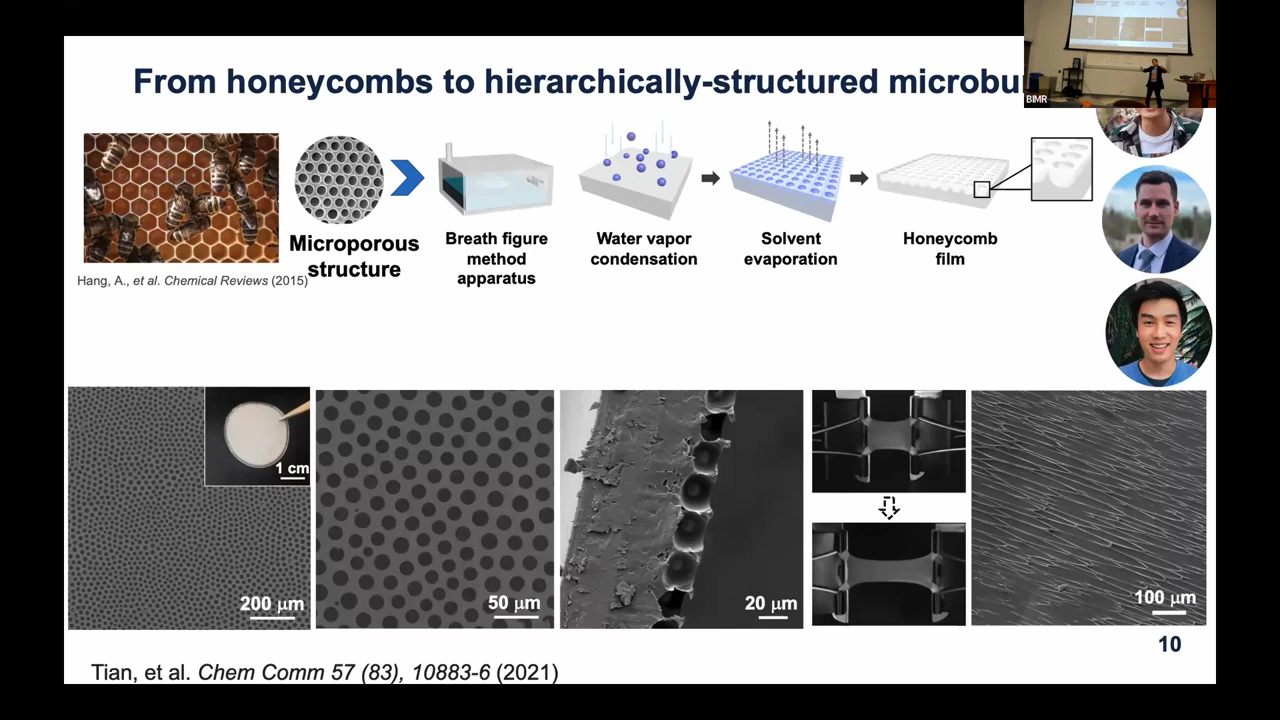 From honeycombs to hierarchically-structured microbu
BIMR
Microporous
structure
Breath figure
method
apparatus
Water vapor
condensation
Solvent
evaporation
Honeycomb
film
Hang, A., et al. Chemical Reviews (2015)
1 cm
200 μm
50 μm
20 μm
100 μm
10
Tian, et al. Chem Comm 57 (83), 10883-6 (2021)